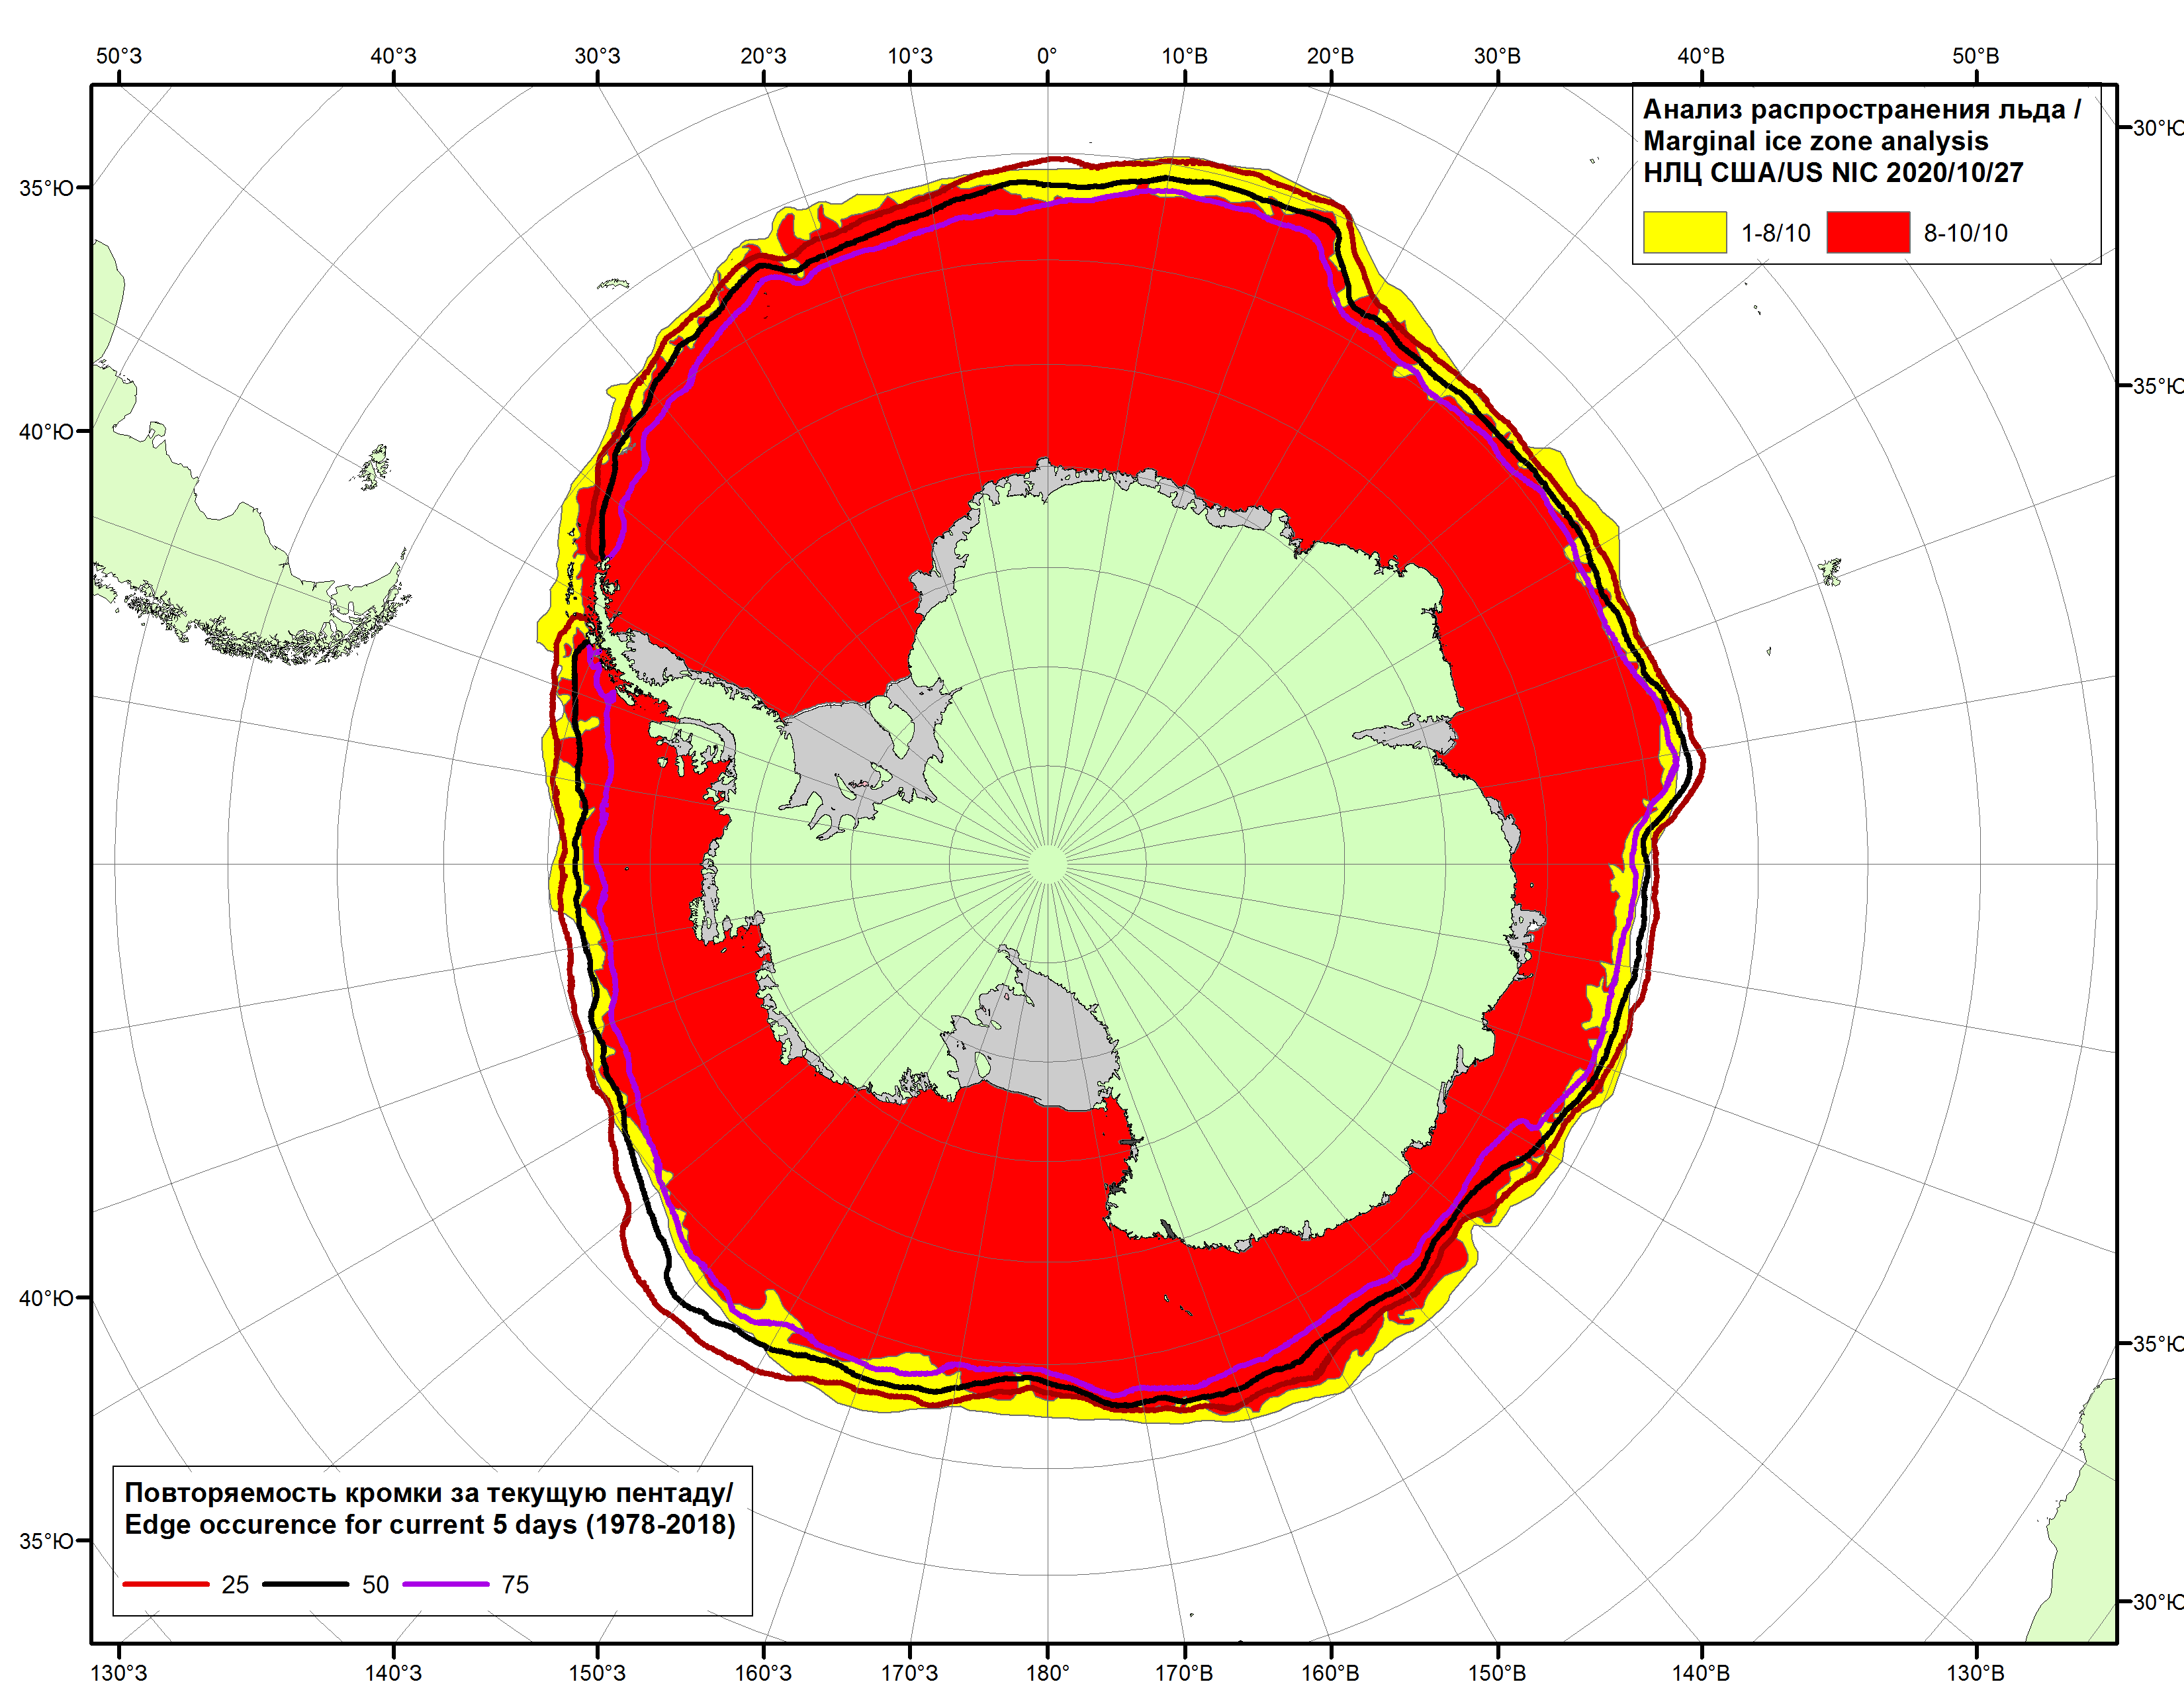 50°З 40°З 30°З 20°З 10°З 0° 10°В 20°В 30°В 40°В 50°В
Анализ распространения льда /
Marginal ice zone analysis
НЛЦ США/US NIC 2020/10/27
1-8/10 8-10/10
30°Ю
35°Ю
35°Ю
40°Ю
40°Ю
35°Ю
35°Ю
30°Ю
Повторяемость кромки за текущую пентаду/
Edge occurence for current 5 days (1978-2018)
25 50 75
130°З 140°З 150°З 160°З 170°З 180° 170°В 160°В 150°В 140°В 130°В